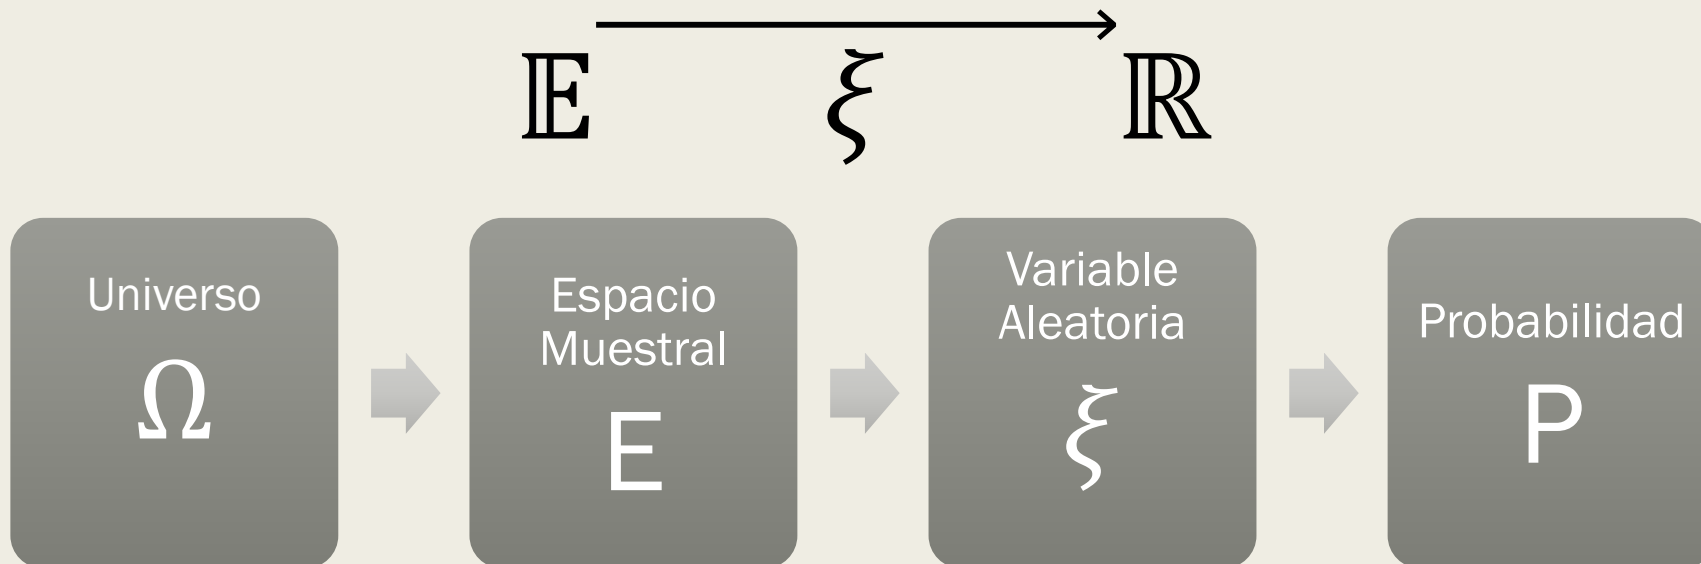 𝔼 ξ ℝ
Universo
Ω
Espacio
Muestral
E
Variable
Aleatoria
ξ
Probabilidad
P